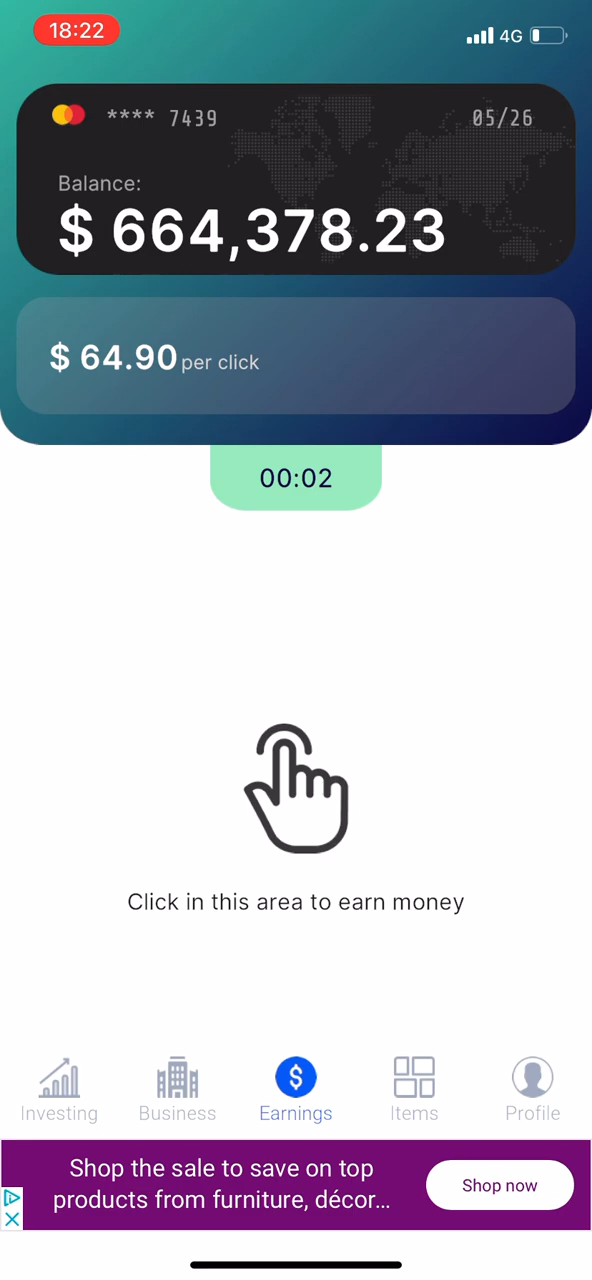 18:22
4G
**** 7439
05/26
Balance:
$ 664,378.23
$ 64.90 per click
00:02
Click in this area to earn money
Investing
Business
Earnings
Items
Profile
Shop the sale to save on top
products from furniture, décor...
Shop now